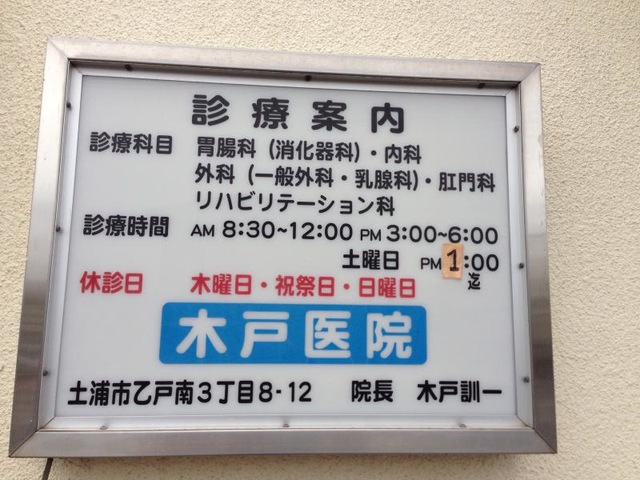 診療案内
診療科目 胃腸科(消化器科)・内科
外科(一般外科・乳腺科)・肛門科
リハビリテーション科
診療時間 AM 8:30~12:00 PM 3:00~6:00
土曜日 PM 1:00迄
休診日 木曜日・祝祭日・日曜日
木戸医院
土浦市乙戸南3丁目8-12 院長 木戸訓一